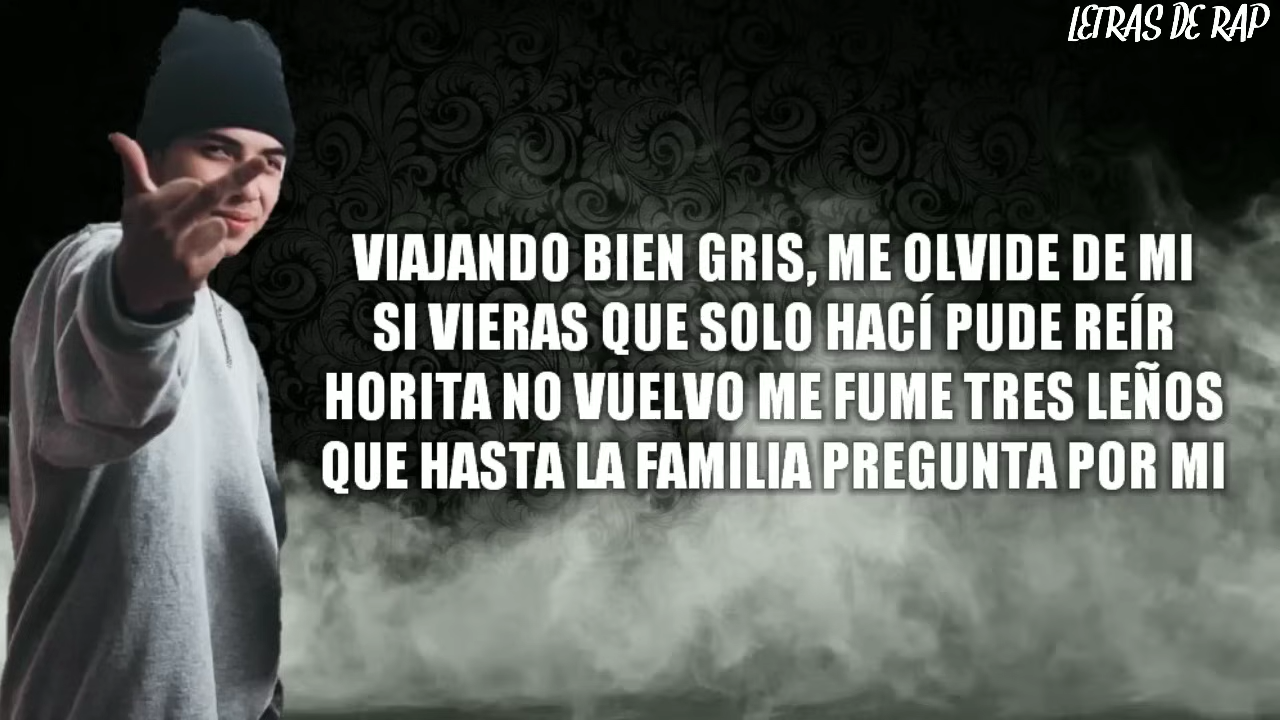 LETRAS DE RAP
VIAJANDO BIEN GRIS, ME OLVIDE DE MI
SI VIERAS QUE SOLO HACÍ PUDE REÍR
HORITA NO VUELVO ME FUME TRES LEÑOS
QUE HASTA LA FAMILIA PREGUNTA POR MI